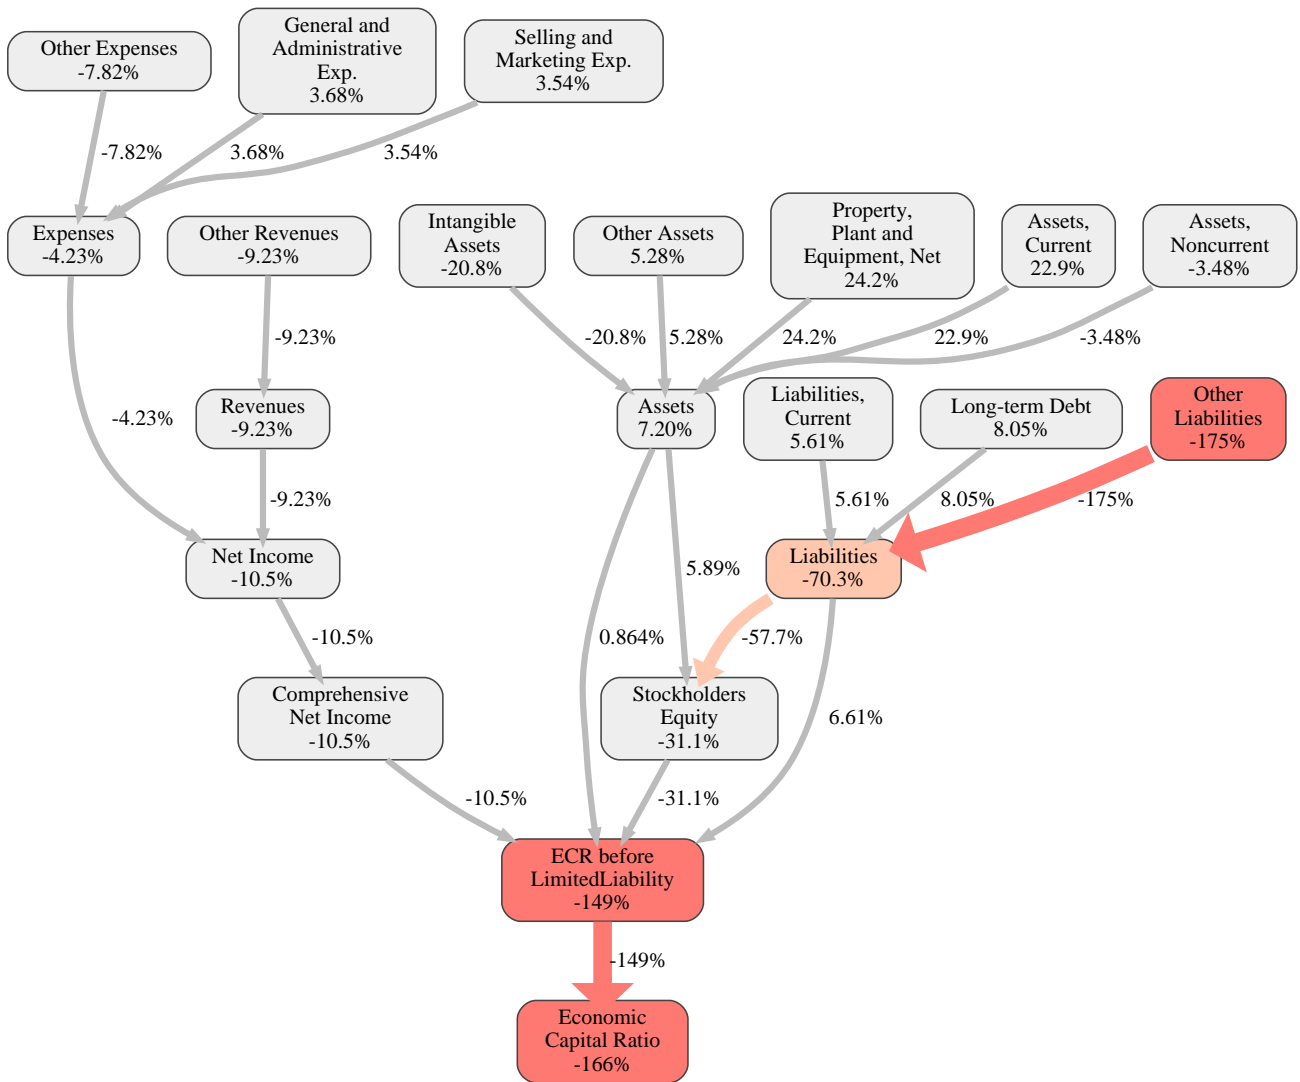 Other Expenses
-7.82%
General and
Administrative
Exp.
3.68%
Selling and
Marketing Exp.
3.54%
-7.82%
3.68%
3.54%
Expenses
-4.23%
Other Revenues
-9.23%
Intangible
Assets
-20.8%
Other Assets
5.28%
Property,
Plant and
Equipment, Net
24.2%
Assets,
Current
22.9%
Assets,
Noncurrent
-3.48%
-9.23%
-20.8%
5.28%
24.2%
22.9%
-3.48%
-4.23%
Revenues
-9.23%
Assets
7.20%
Liabilities,
Current
5.61%
Long-term Debt
8.05%
Other
Liabilities
-175%
-9.23%
5.61%
8.05%
-175%
Net Income
-10.5%
5.89%
Liabilities
-70.3%
-10.5%
0.864%
-57.7%
Comprehensive
Net Income
-10.5%
Stockholders
Equity
-31.1%
6.61%
-10.5%
-31.1%
ECR before
LimitedLiability
-149%
-149%
Economic
Capital Ratio
-166%